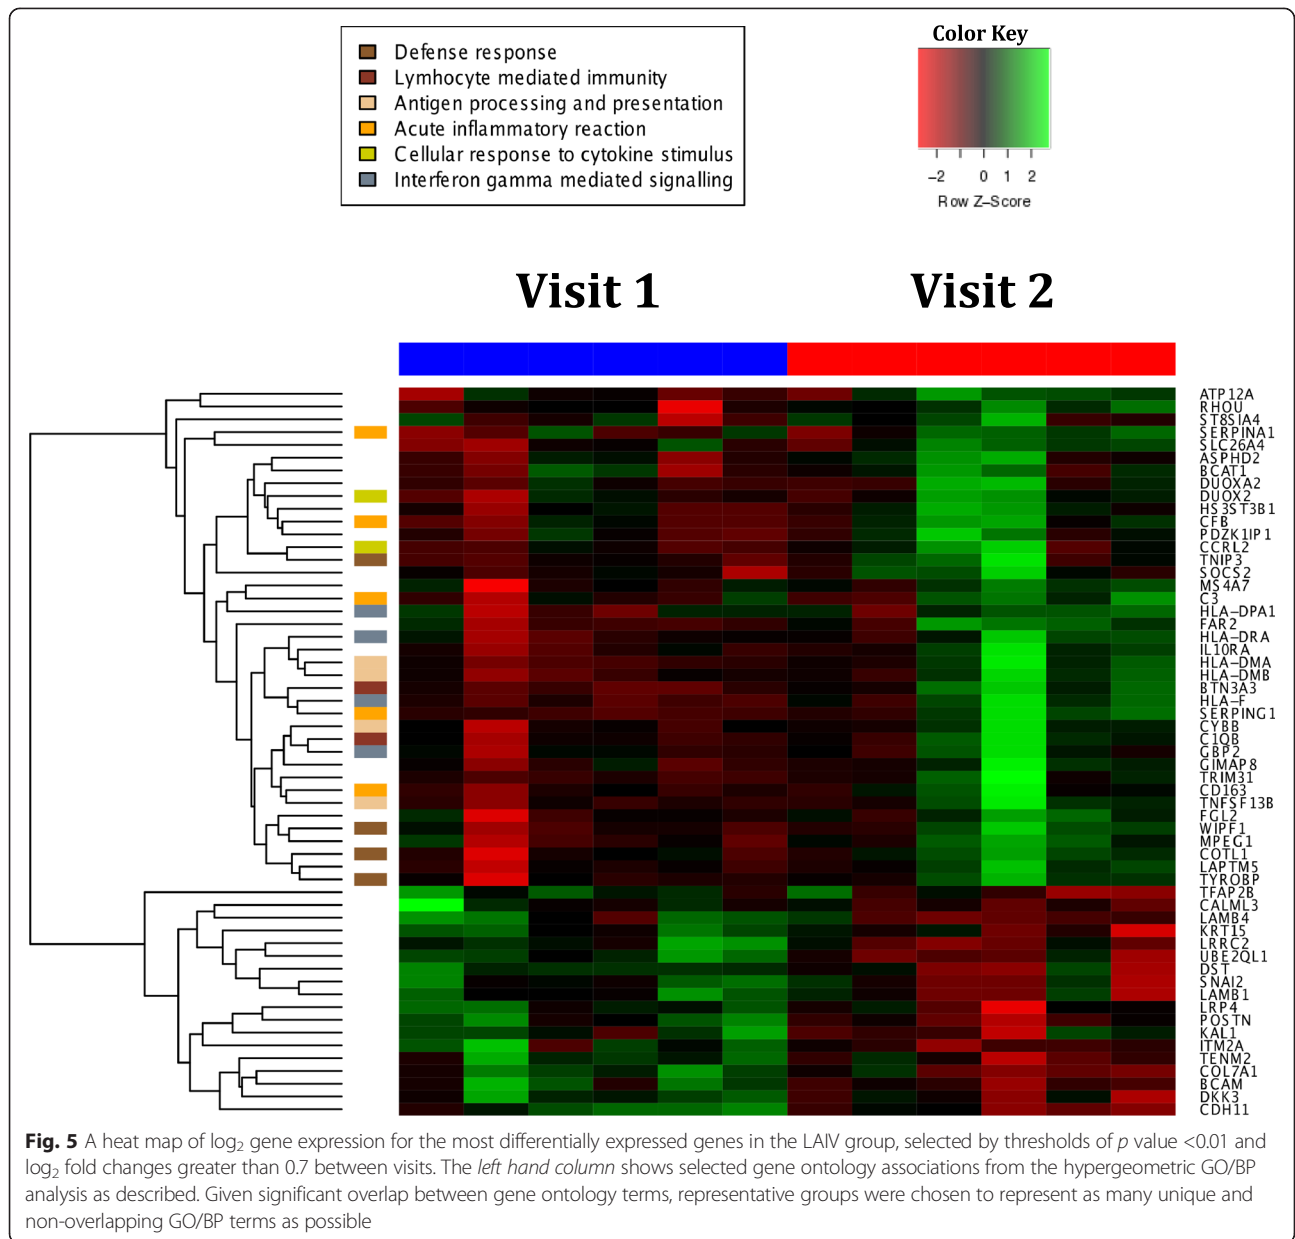 Defense response
Lymhocyte mediated immunity
Antigen processing and presentation
Acute inflammatory reaction
Cellular response to cytokine stimulus
Interferon gamma mediated signalling
Color Key
−2 0 1 2
Row Z−Score
Visit 1 Visit 2
ATP12A
RHOU
ST8SIA4
SERPINA1
SLC26A4
ASPHD2
BCAT1
DUOXA2
DUOX2
HS3ST3B1
CFB
PDZK1IP1
CCRL2
TNIP3
SOCS2
MS4A7
C3
HLA−DPA1
FAR2
HLA−DRA
IL10RA
HLA−DMA
HLA−DMB
BTN3A3
HLA−F
SERPING1
CYBB
C1QB
GBP2
GIMAP8
TRIM31
CD163
TNFSF13B
FGL2
WIPF1
MPEG1
COTL1
LAPTM5
TYROBP
TFAP2B
CALML3
LAMB4
KRT15
LRRC2
UBE2QL1
DST
SNAI2
LAMB1
LRP4
POSTN
KAL1
ITM2A
TENM2
COL7A1
BCAM
DKK3
CDH11
Fig. 5 A heat map of log2 gene expression for the most differentially expressed genes in the LAIV group, selected by thresholds of p value <0.01 and
log2 fold changes greater than 0.7 between visits. The left hand column shows selected gene ontology associations from the hypergeometric GO/BP
analysis as described. Given significant overlap between gene ontology terms, representative groups were chosen to represent as many unique and
non-overlapping GO/BP terms as possible